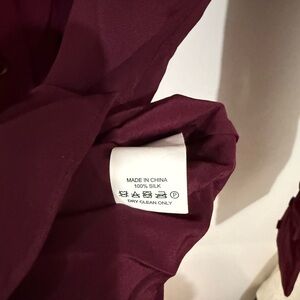 MADE IN CHINA
100% SILK
P
DRY CLEAN ONLY